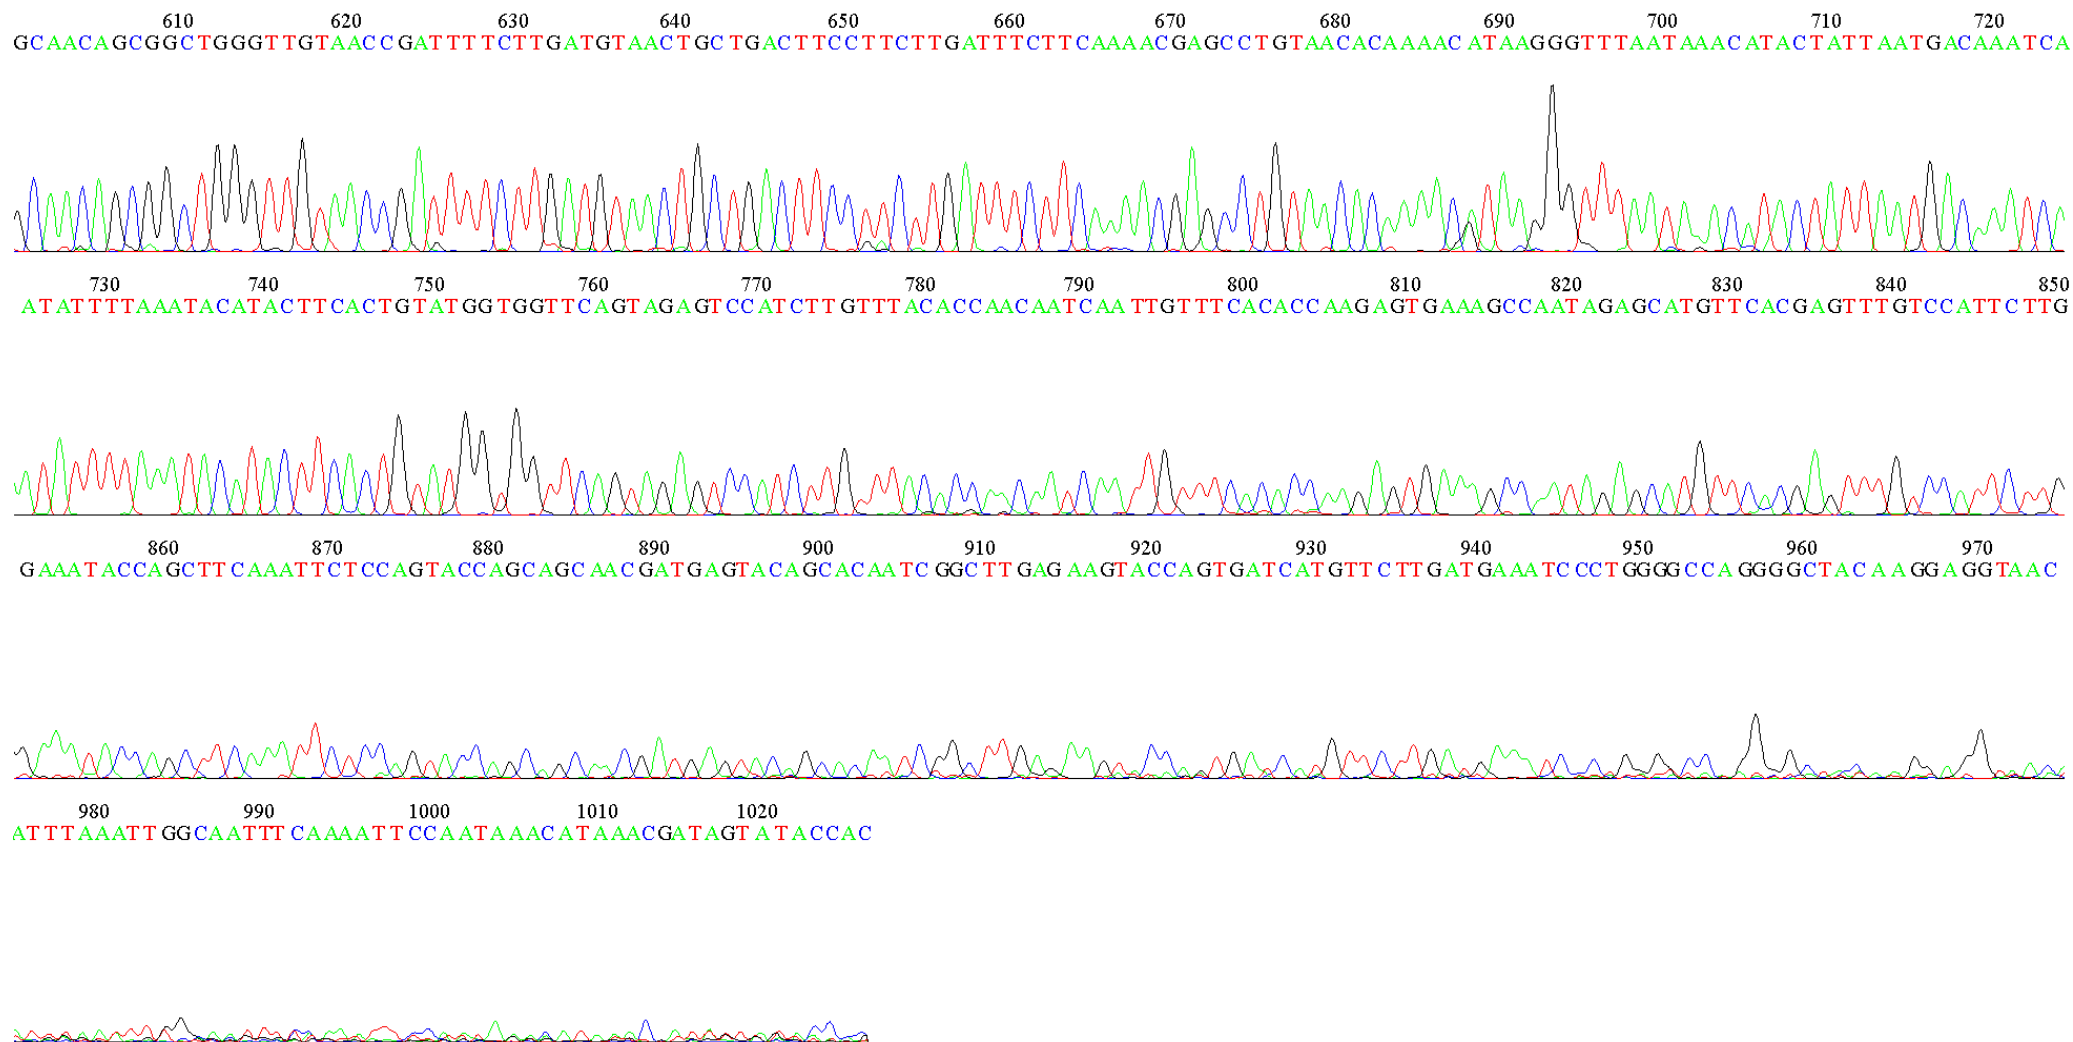 610 620 630 640 650 660 670 680 690 700 710 720
GCAACAGCGGCTGGGTTGTAACCGATTTTCTTGATGTAACTGCTGACTTCCTTCTTGATTTCTTCAAAACGAGCCTGTAACACAAAACATAAGGGTTTAATAAACATACTATTAATGACAAATCA
730 740 750 760 770 780 790 800 810 820 830 840 850
ATATTTTAAATACATACTTCACTGTATGGTGGTTCAGTAGAGTCCATCTTGTTTACACCAACAATCAATTGTTTCACACCAAGAGTGAAAGCCAATAGAGCATGTTCACGAGTTTGTCCATTCTTG
860 870 880 890 900 910 920 930 940 950 960 970
GAAATACCAGCTTCAAATTCTCCAGTACCAGCAGCAACGATGAGTACAGCACAATCGGCTTGAGAAGTACCAGTGATCATGTTCTTGATGAAATCCCTGGGGCCAGGGGCTACAAGGAGGTAAC
980 990 1000 1010 1020
ATTTAAATTGGCAATTTCAAAATTCCAATAAACATAAACGATAGTATACCAC